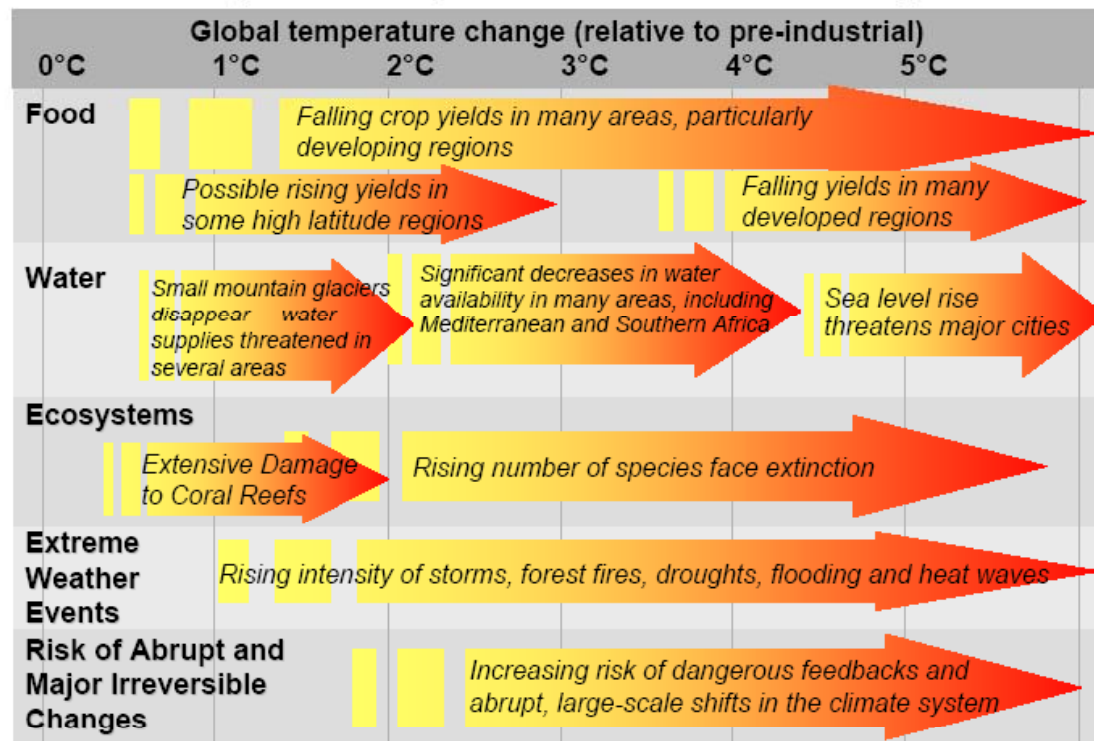 Global temperature change (relative to pre-industrial)
0°C 1°C 2°C 3°C 4°C 5°C
Food
Falling crop yields in many areas, particularly
developing regions
Possible rising yields in
some high latitude regions
Falling yields in many
developed regions
Water
Small mountain glaciers
disappear water
supplies threatened in
several areas
Significant decreases in water
availability in many areas, including
Mediterranean and Southern Africa
Sea level rise
threatens major cities
Ecosystems
Extensive Damage
to Coral Reefs
Rising number of species face extinction
Extreme
Weather
Events
Rising intensity of storms, forest fires, droughts, flooding and heat waves
Risk of Abrupt and
Major Irreversible
Changes
Increasing risk of dangerous feedbacks and
abrupt, large-scale shifts in the climate system